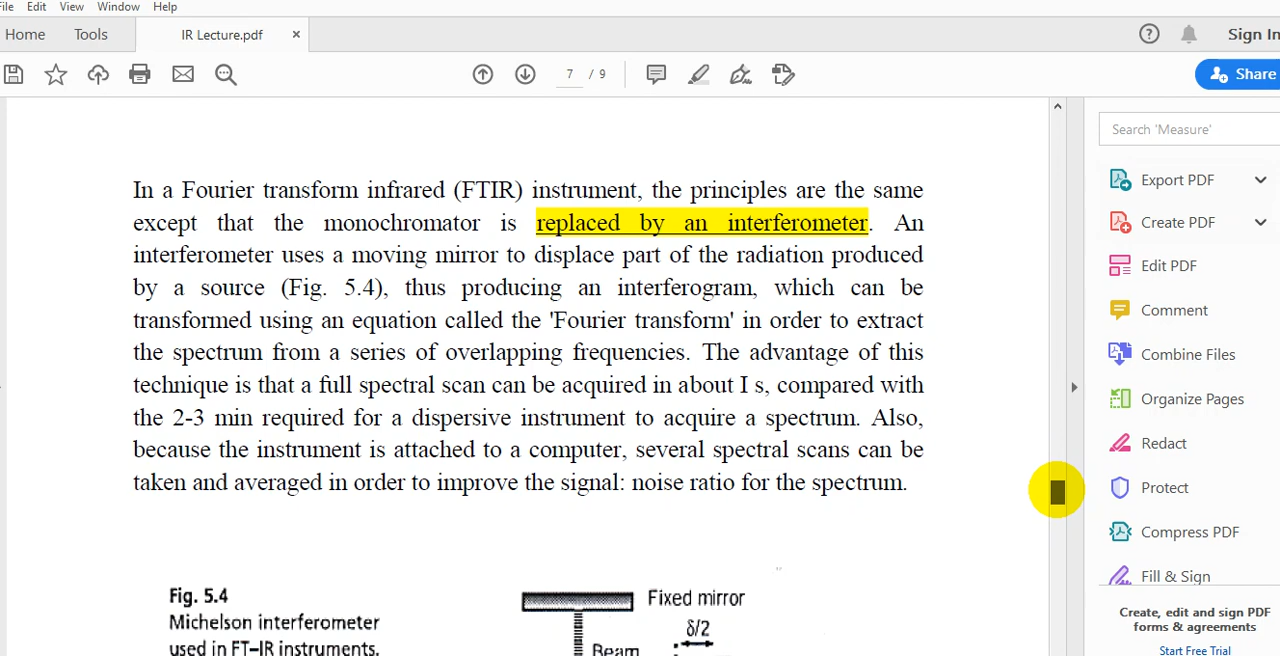 File Edit View Window Help
Home Tools IR Lecture.pdf × Sign In
7 / 9 Share
In a Fourier transform infrared (FTIR) instrument, the principles are the same
except that the monochromator is replaced by an interferometer. An
interferometer uses a moving mirror to displace part of the radiation produced
by a source (Fig. 5.4), thus producing an interferogram, which can be
transformed using an equation called the 'Fourier transform' in order to extract
the spectrum from a series of overlapping frequencies. The advantage of this
technique is that a full spectral scan can be acquired in about I s, compared with
the 2-3 min required for a dispersive instrument to acquire a spectrum. Also,
because the instrument is attached to a computer, several spectral scans can be
taken and averaged in order to improve the signal: noise ratio for the spectrum.
Fig. 5.4
Michelson interferometer
used in FT–IR instruments.
Fixed mirror
δ/2
Beam
Search 'Measure'
Export PDF
Create PDF
Edit PDF
Comment
Combine Files
Organize Pages
Redact
Protect
Compress PDF
Fill & Sign
Create, edit and sign PDF
forms & agreements
Start Free Trial